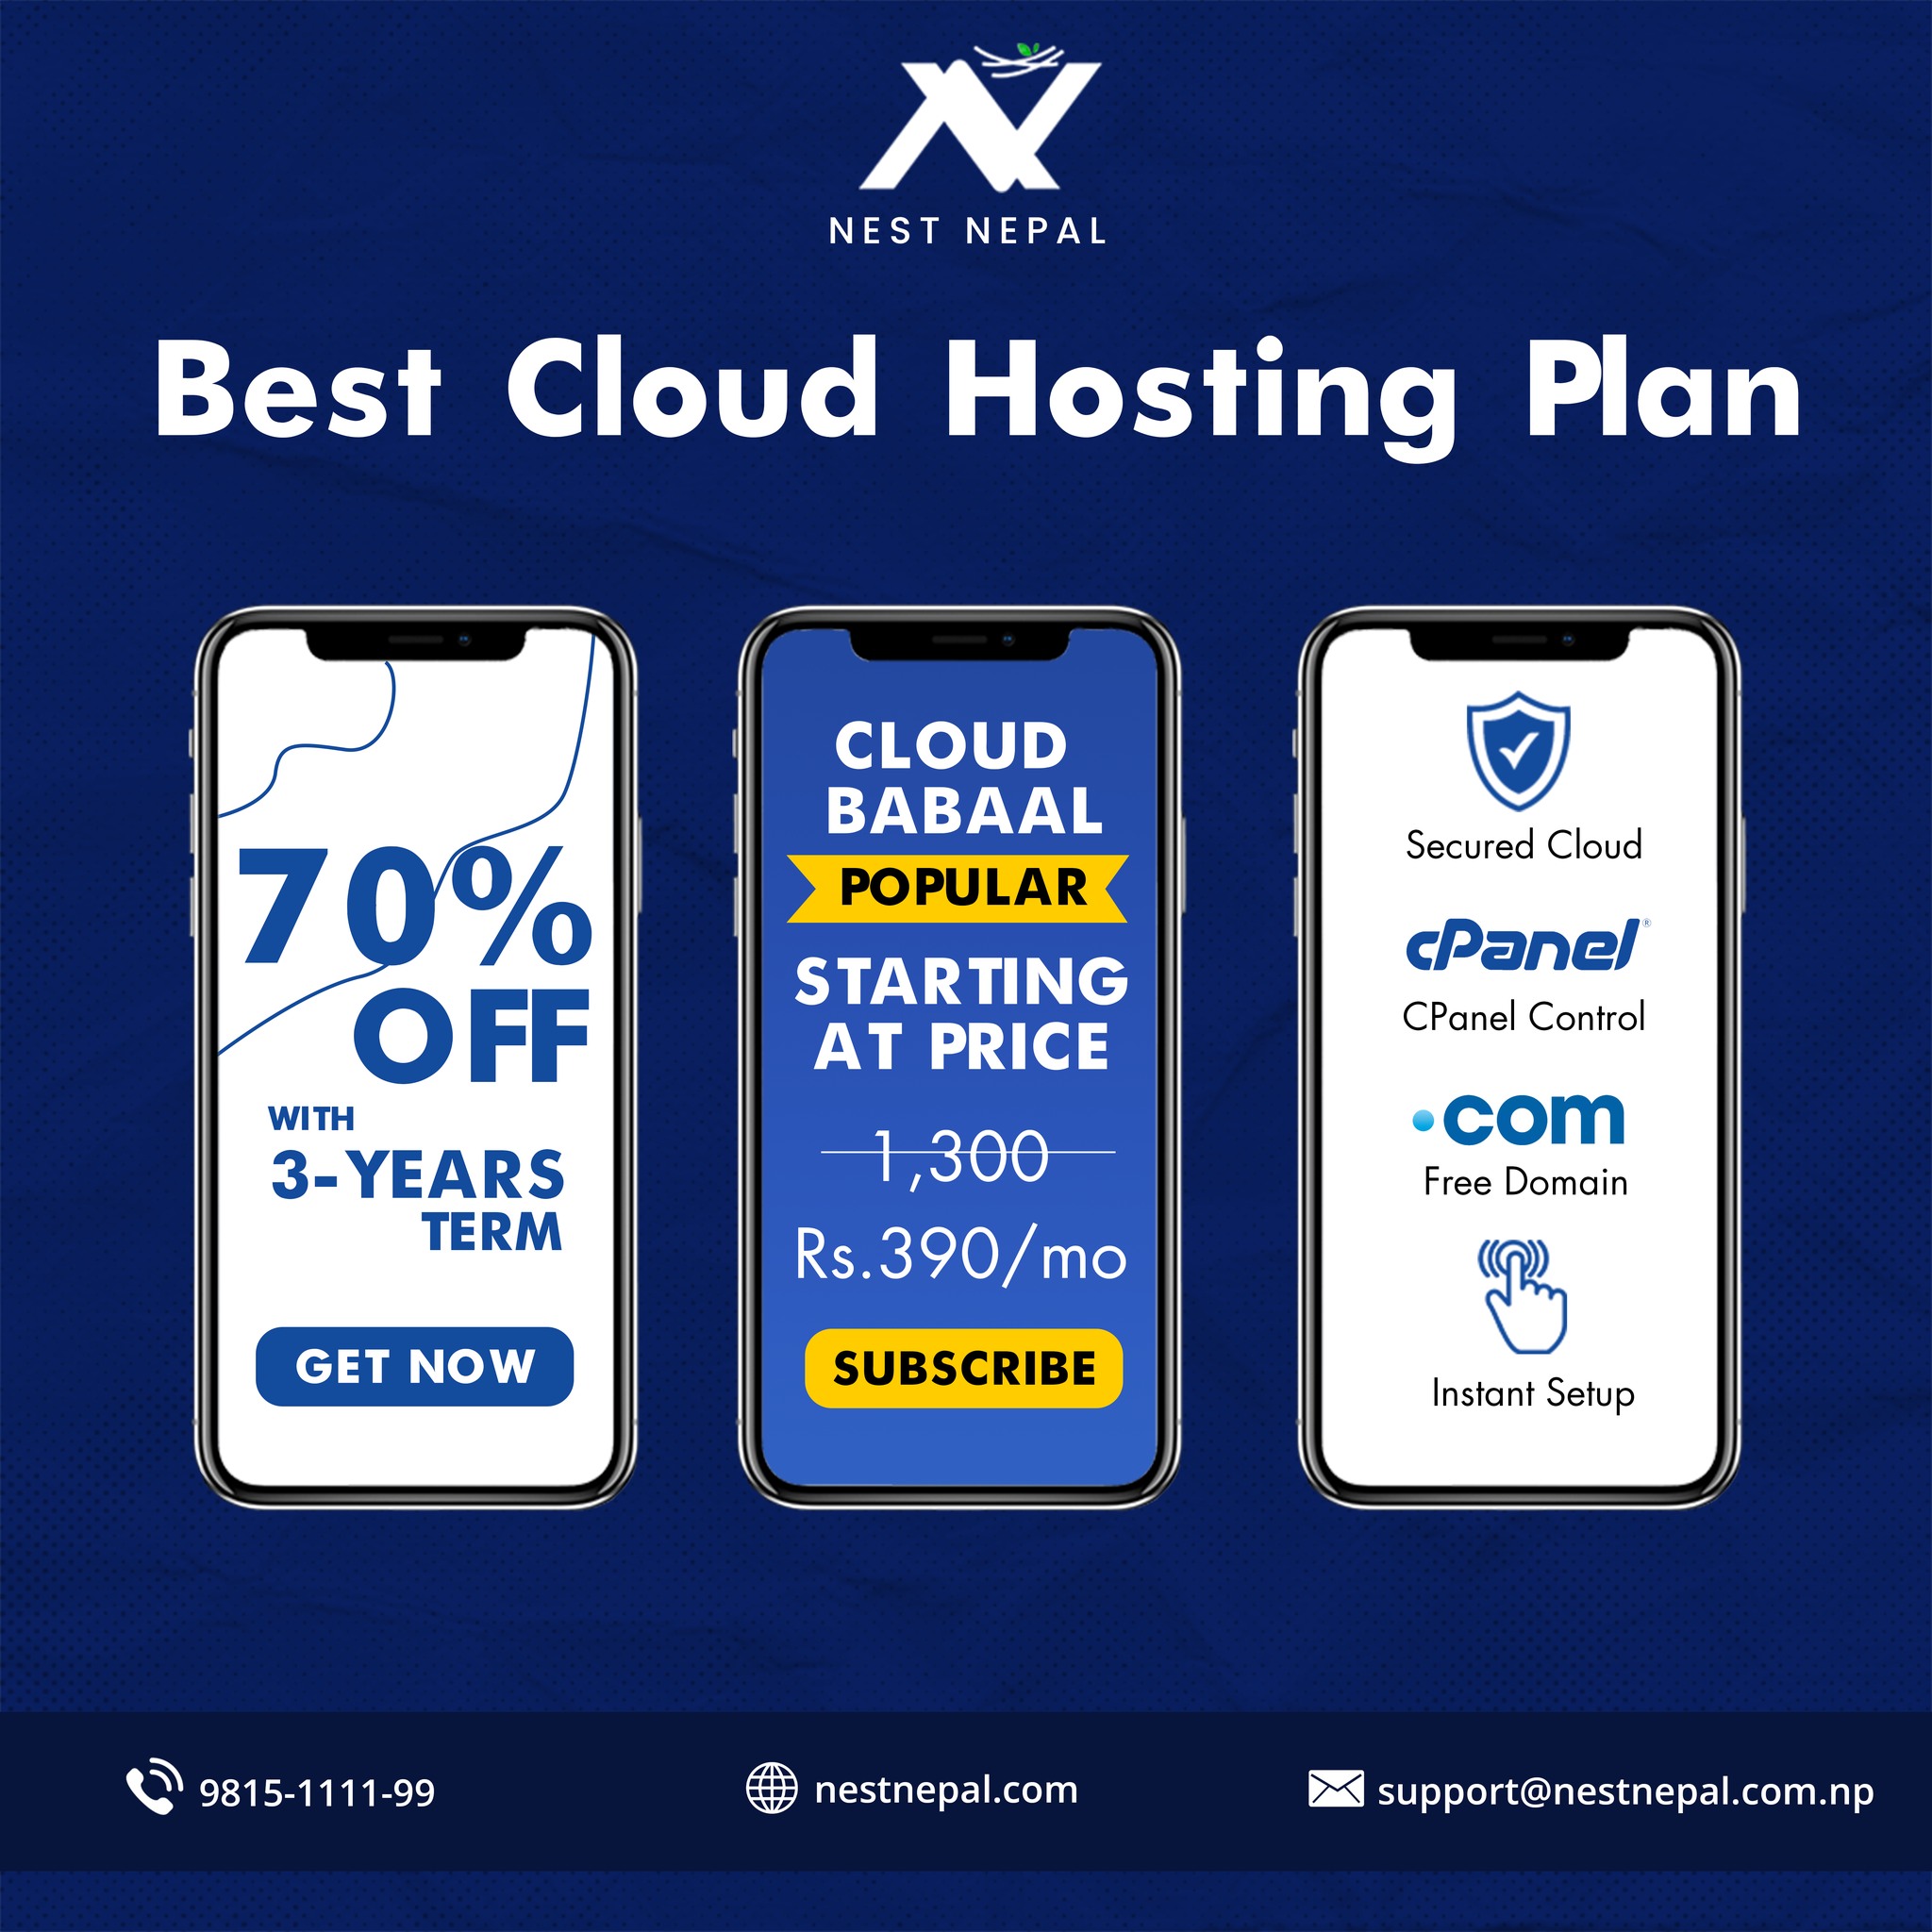 NEST NEPAL
Best Cloud Hosting Plan
70%
OFF
WITH
3-YEARS
TERM
GET NOW
CLOUD
BABAAL
POPULAR
STARTING
AT PRICE
1,300
Rs.390/mo
SUBSCRIBE
Secured Cloud
cPanel®
CPanel Control
.com
Free Domain
Instant Setup
9815-1111-99
nestnepal.com
support@nestnepal.com.np